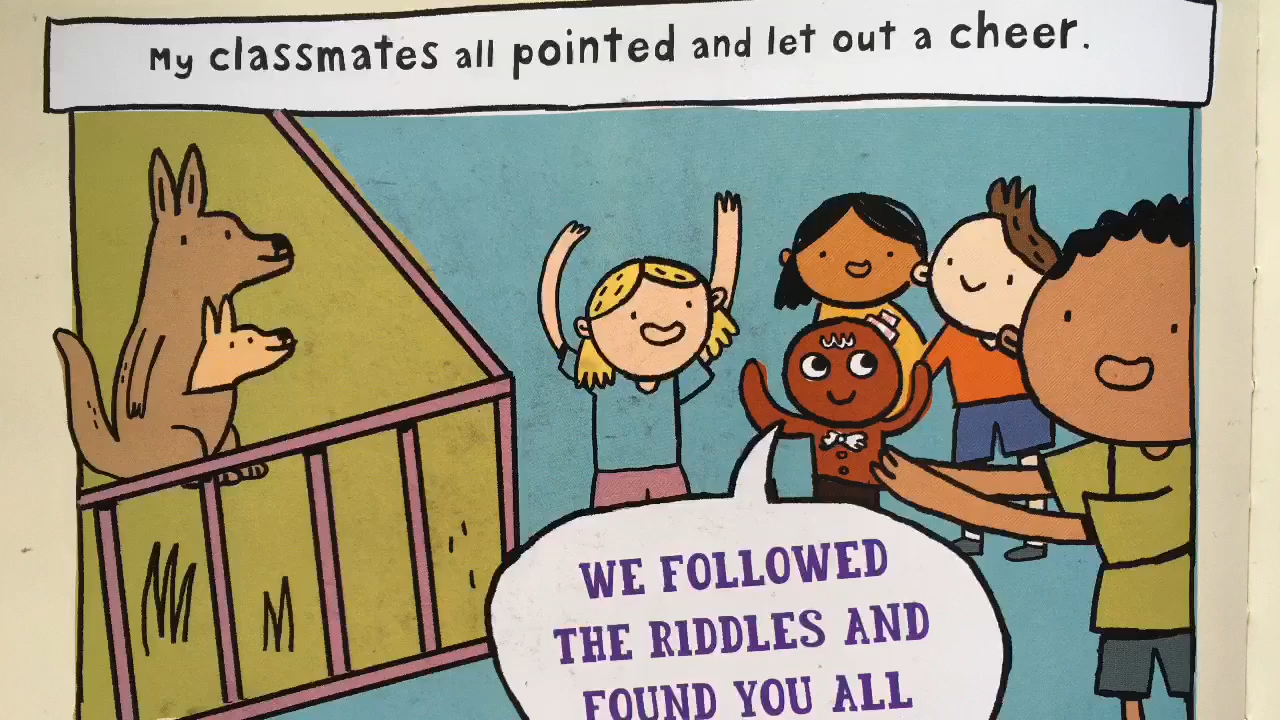 My classmates all pointed and let out a cheer.
WE FOLLOWED
THE RIDDLES AND
FOUND YOU ALL